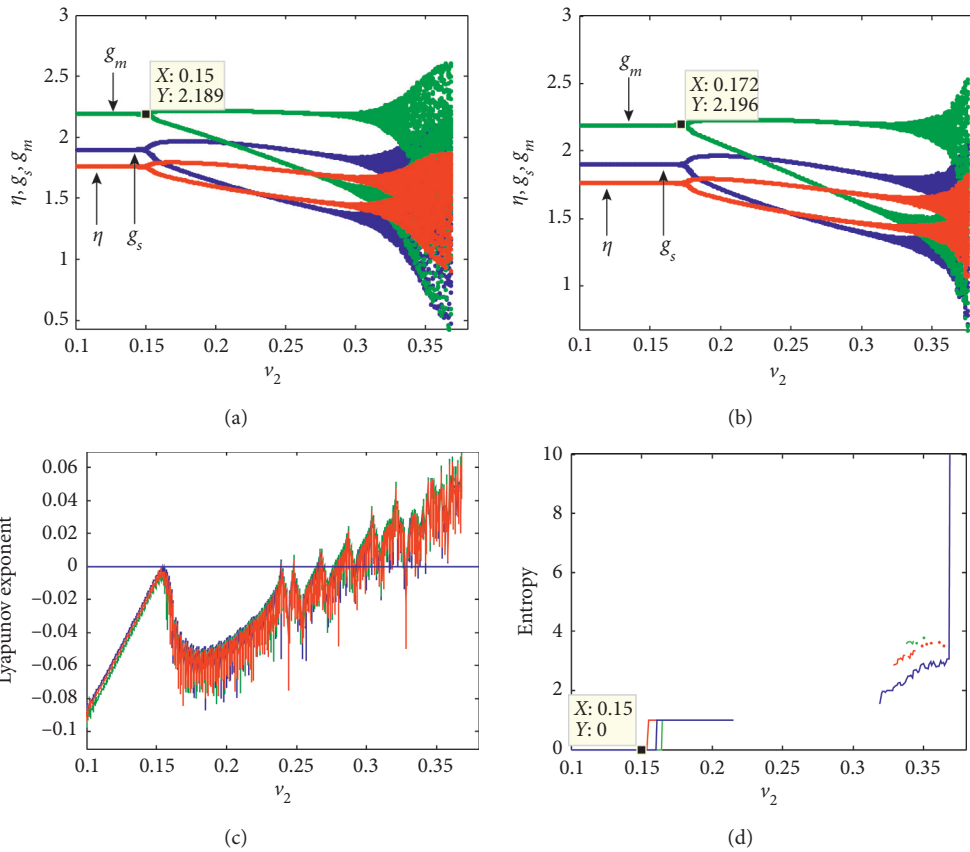 3
2.5
2
1.5
1
0.5
η, g_s, g_m
g_m
X: 0.15
Y: 2.189
η
g_s
0.1 0.15 0.2 0.25 0.3 0.35
ν_2
(a)
3
2.5
2
1.5
1
η, g_s, g_m
g_m
X: 0.172
Y: 2.196
η
g_s
0.1 0.15 0.2 0.25 0.3 0.35
ν_2
(b)
0.06
0.04
0.02
0
−0.02
−0.04
−0.06
−0.08
−0.1
Lyapunov exponent
0.1 0.15 0.2 0.25 0.3 0.35
ν_2
(c)
10
8
6
4
2
0
Entropy
X: 0.15
Y: 0
0.1 0.15 0.2 0.25 0.3 0.35
ν_2
(d)